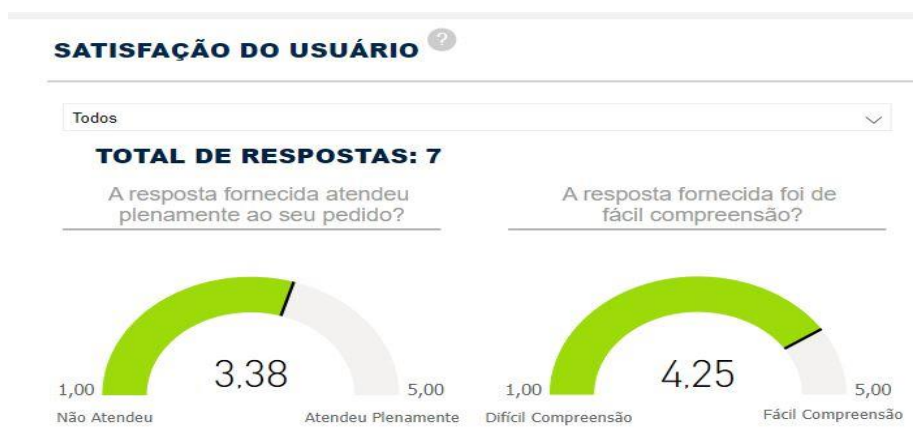 SATISFAÇÃO DO USUÁRIO ?
Todos
TOTAL DE RESPOSTAS: 7
A resposta fornecida atendeu
plenamente ao seu pedido?
3,38
1,00
5,00
Não Atendeu
Atendeu Plenamente
A resposta fornecida foi de
fácil compreensão?
4,25
1,00
5,00
Difícil Compreensão
Fácil Compreensão